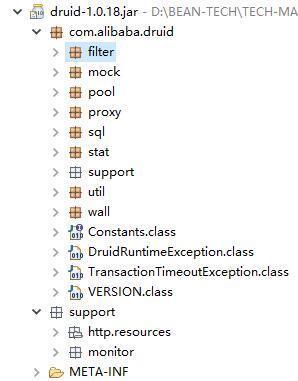 druid-1.0.18.jar - D:\BEAN-TECH\TECH-MA
com.alibaba.druid
filter
mock
pool
proxy
sql
stat
support
util
wall
Constants.class
DruidRuntimeException.class
TransactionTimeoutException.class
VERSION.class
support
http.resources
monitor
META-INF